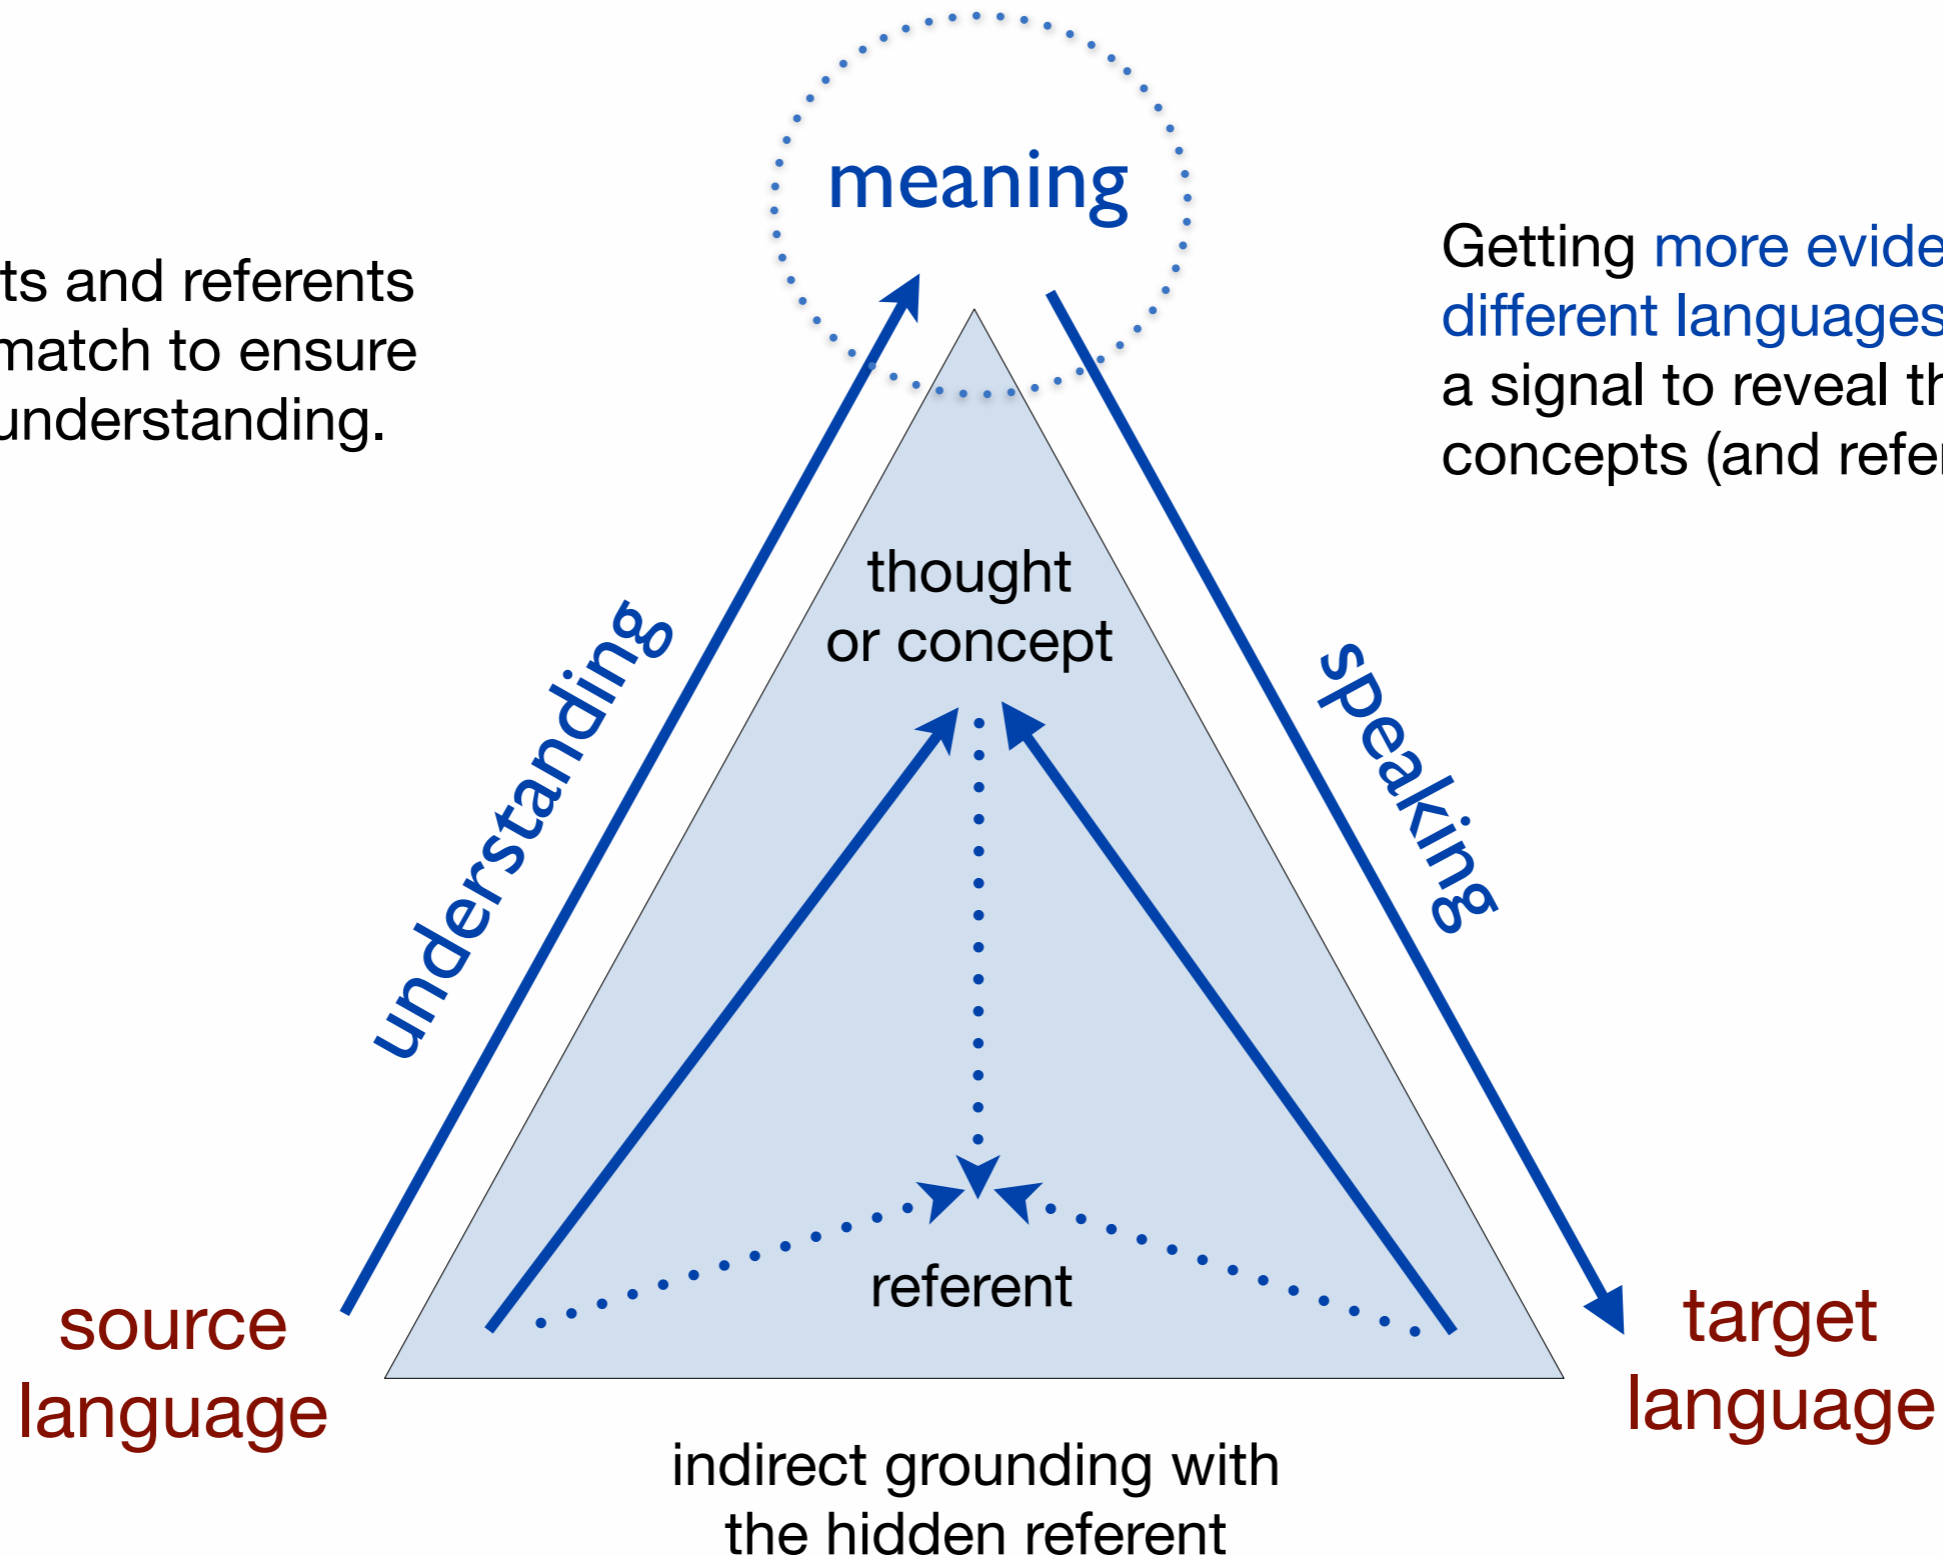 meaning
ts and referents
match to ensure
understanding.
Getting more evide
different languages
a signal to reveal th
concepts (and refer
thought
or concept
understanding
speaking
referent
source
language
target
language
indirect grounding with
the hidden referent